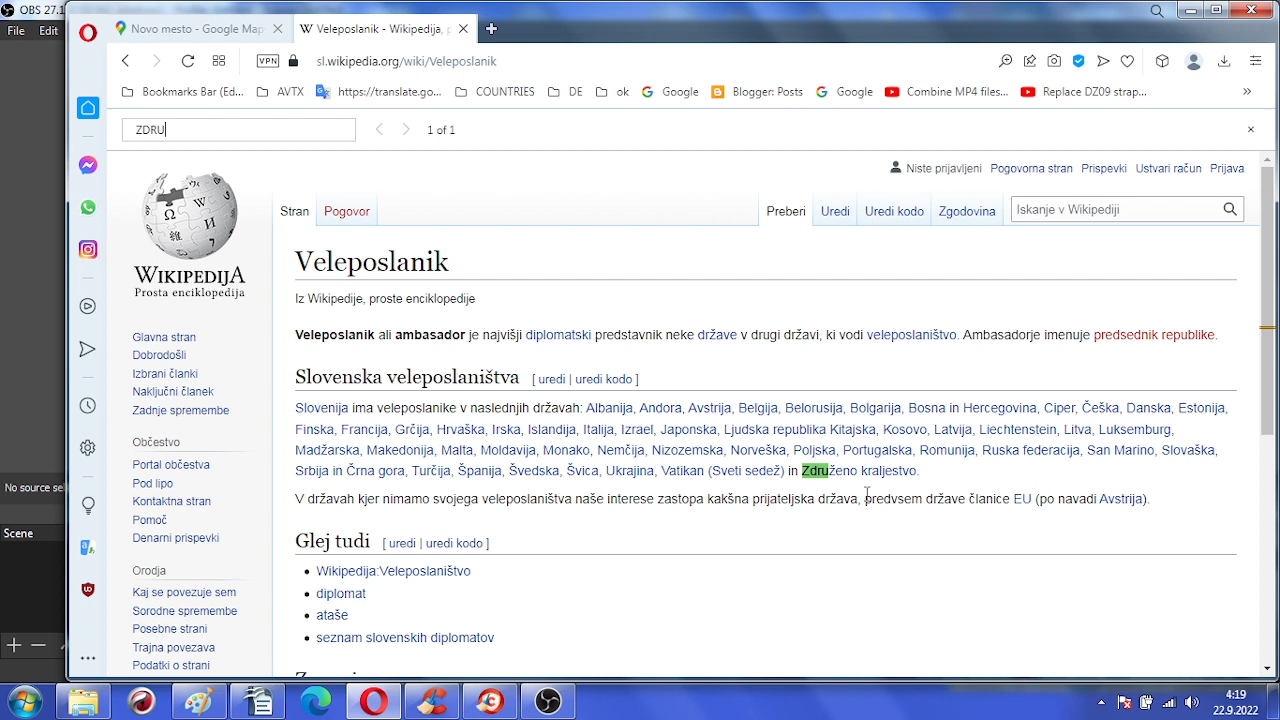 OBS 27.1
File Edit
Novo mesto - Google Map
Veleposlanik - Wikipedija, p
VPN
sl.wikipedia.org/wiki/Veleposlanik
Bookmarks Bar (Ed...
AVTX
https://translate.go...
COUNTRIES
DE
ok
Google
Blogger: Posts
Google
Combine MP4 files...
Replace DZ09 strap...
ZDRU
1 of 1
Niste prijavljeni Pogovorna stran Prispevki Ustvari račun Prijava
Stran Pogovor
Preberi Uredi Uredi kodo Zgodovina
Iskanje v Wikipediji
WIKIPEDIJA
Prosta enciklopedija
Glavna stran
Dobrodošli
Izbrani članki
Naključni članek
Zadnje spremembe
Občestvo
Portal občestva
Pod lipo
Kontaktna stran
Pomoč
Denarni prispevki
Orodja
Kaj se povezuje sem
Sorodne spremembe
Posebne strani
Trajna povezava
Podatki o strani
Veleposlanik
Iz Wikipedije, proste enciklopedije
Veleposlanik ali ambasador je najvišji diplomatski predstavnik neke države v drugi državi, ki vodi veleposlaništvo. Ambasadorje imenuje predsednik republike.
Slovenska veleposlaništva [ uredi | uredi kodo ]
Slovenija ima veleposlanike v naslednjih državah: Albanija, Andora, Avstrija, Belgija, Belorusija, Bolgarija, Bosna in Hercegovina, Ciper, Češka, Danska, Estonija,
Finska, Francija, Grčija, Hrvaška, Irska, Islandija, Italija, Izrael, Japonska, Ljudska republika Kitajska, Kosovo, Latvija, Liechtenstein, Litva, Luksemburg,
Madžarska, Makedonija, Malta, Moldavija, Monako, Nemčija, Nizozemska, Norveška, Poljska, Portugalska, Romunija, Ruska federacija, San Marino, Slovaška,
Srbija in Črna gora, Turčija, Španija, Švedska, Švica, Ukrajina, Vatikan (Sveti sedež) in Združeno kraljestvo.
V državah kjer nimamo svojega veleposlaništva naše interese zastopa kakšna prijateljska država, predvsem države članice EU (po navadi Avstrija).
Glej tudi [ uredi | uredi kodo ]
Wikipedija:Veleposlaništvo
diplomat
ataše
seznam slovenskih diplomatov
No source sel
Scene
4:19
22.9.2022